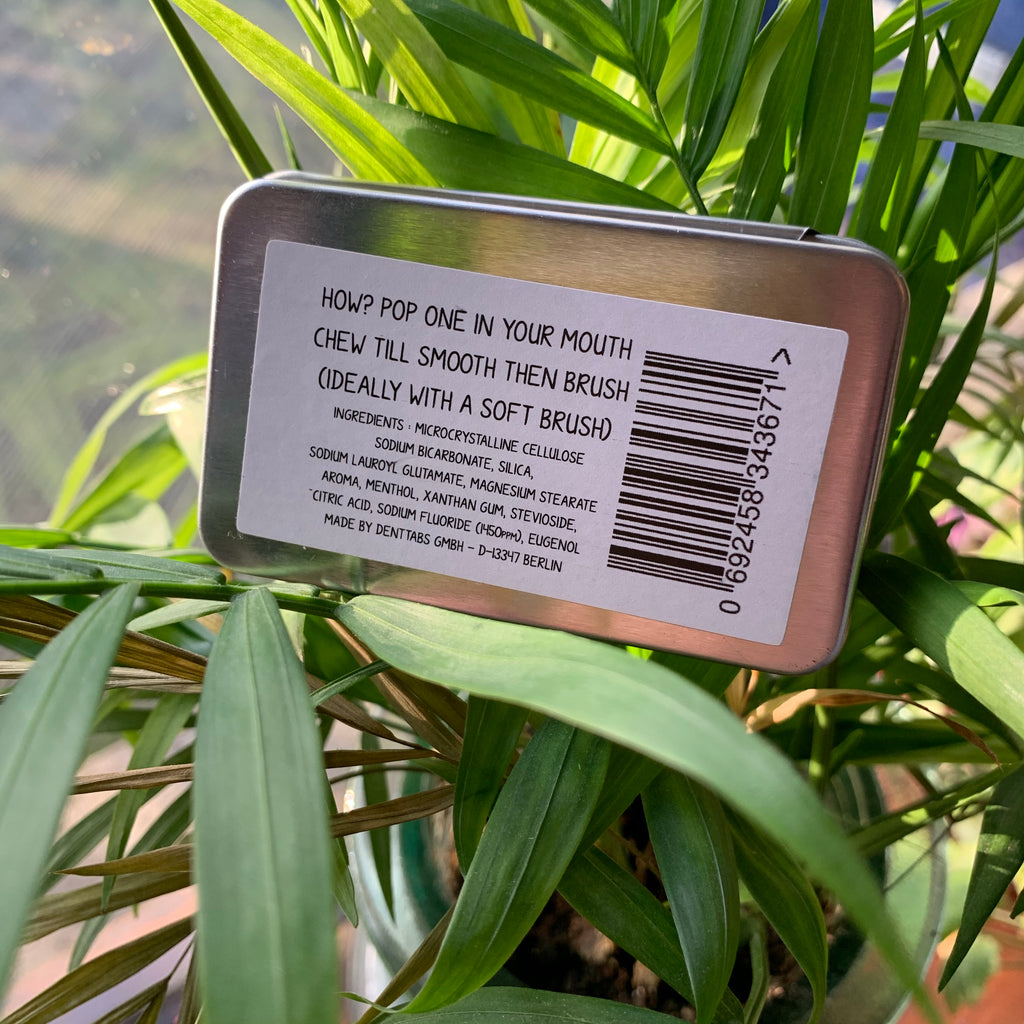 HOW? POP ONE IN YOUR MOUTH
CHEW TILL SMOOTH THEN BRUSH
(IDEALLY WITH A SOFT BRUSH)
INGREDIENTS : MICROCRYSTALLINE CELLULOSE
SODIUM BICARBONATE, SILICA,
SODIUM LAUROYL GLUTAMATE, MAGNESIUM STEARATE
AROMA, MENTHOL, XANTHAN GUM, STEVIOSIDE,
CITRIC ACID, SODIUM FLUORIDE (1450PPM), EUGENOL
MADE BY DENTTABS GMBH – D-13347 BERLIN
0 692458 343671 >